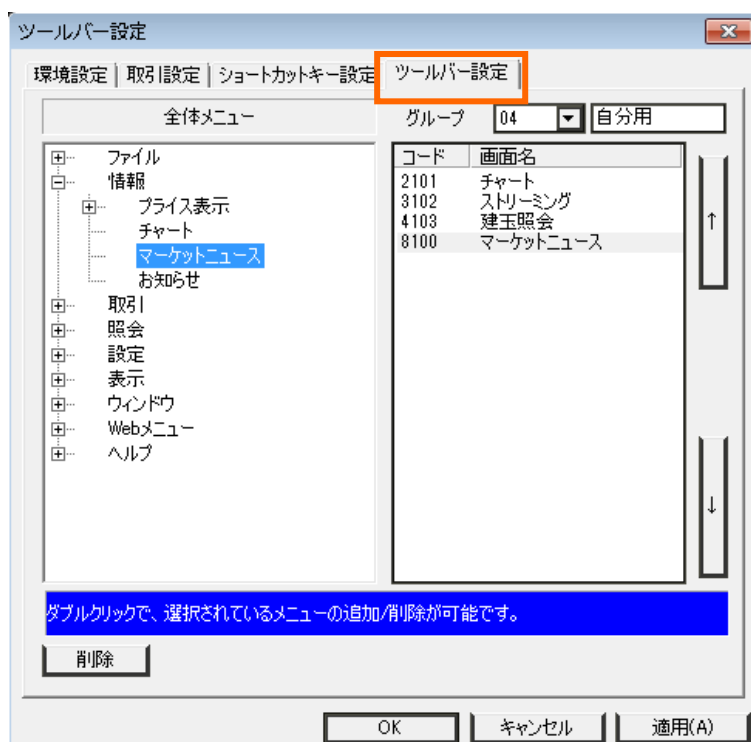 ツールバー設定
環境設定 取引設定 ショートカットキー設定 ツールバー設定
全体メニュー
グループ 04 自分用
ファイル
情報
プライス表示
チャート
マーケットニュース
お知らせ
取引
照会
設定
表示
ウィンドウ
Webメニュー
ヘルプ
コード 画面名
2101 チャート
3102 ストリーミング
4103 建玉照会
8100 マーケットニュース
↑
↓
ダブルクリックで、選択されているメニューの追加/削除が可能です。
削除
OK キャンセル 適用(A)